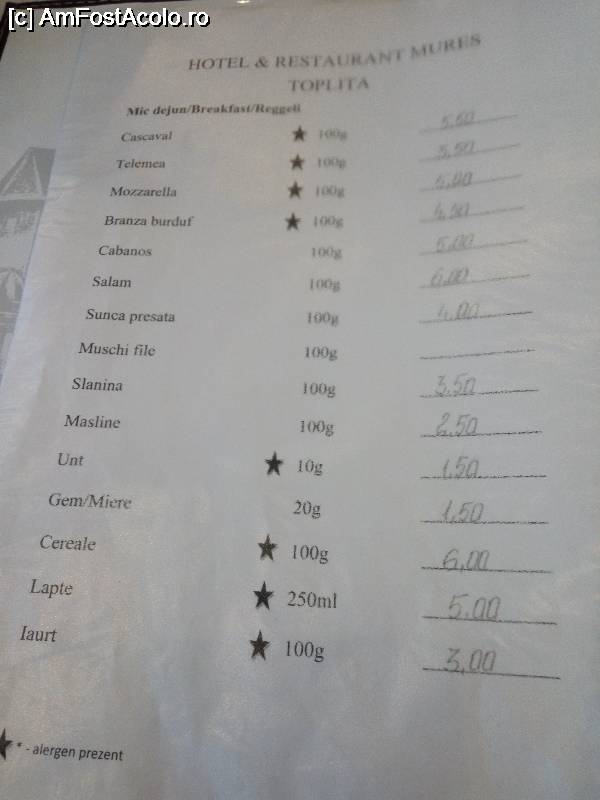 [c] AmFostAcolo.ro
HOTEL & RESTAURANT MURES
TOPLITA
Mic dejun/Breakfast/Reggeli
Cascaval ★ 100g 5,50
Telemea ★ 100g 3,50
Mozzarella ★ 100g
Branza burduf ★ 100g 4,50
Cabanos 100g 5,00
Salam 100g 6,00
Sunca presata 100g 4,00
Muschi file 100g
Slanina 100g 3,50
Masline 100g 2,50
Unt ★ 10g 1,50
Gem/Miere 20g 1,50
Cereale ★ 100g 6,00
Lapte ★ 250ml 5,00
Iaurt ★ 100g 3,00
★ * - alergen prezent